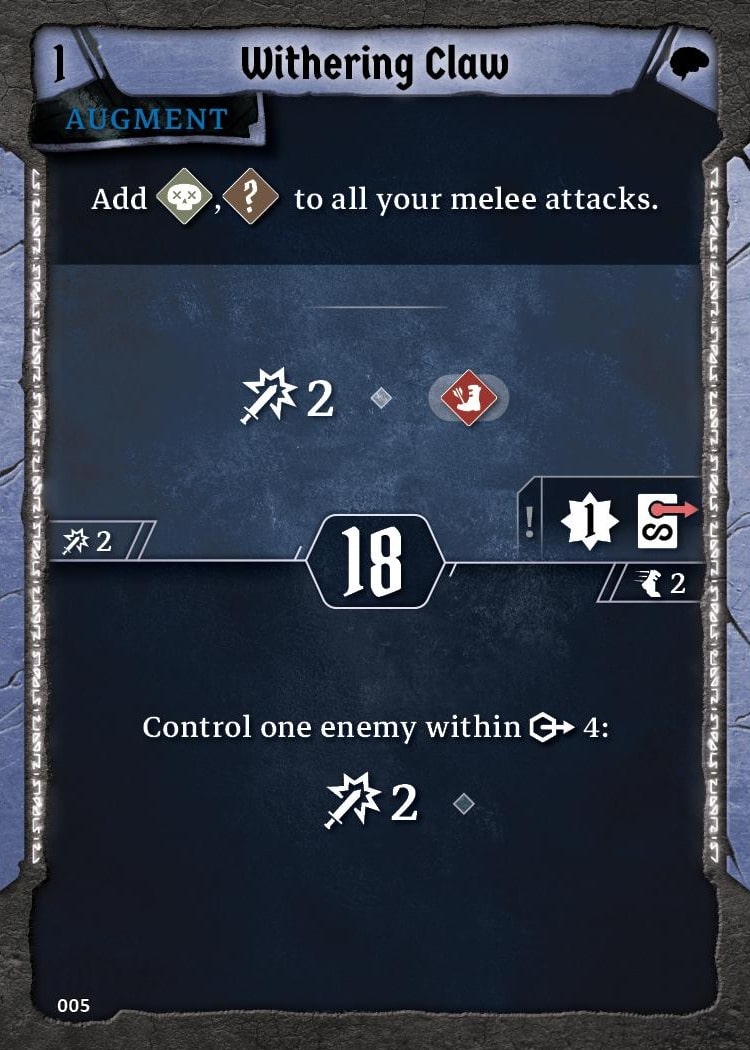 1
Withering Claw
AUGMENT
Add , ? to all your melee attacks.
2
! 1
2
18
2
Control one enemy within 4:
2
005